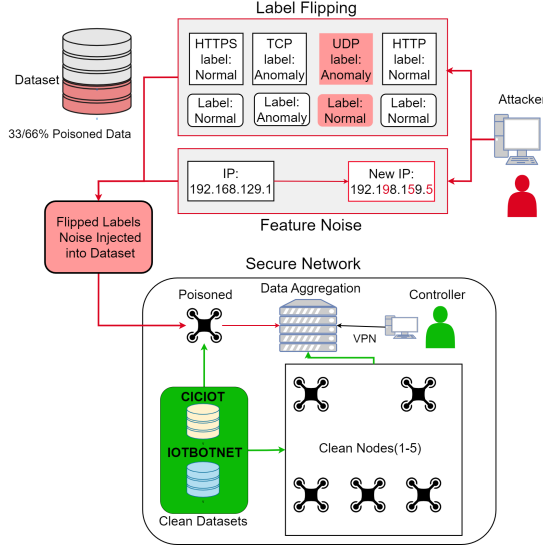 Label Flipping
HTTPS
label:
Normal
TCP
label:
Anomaly
UDP
label:
Anomaly
HTTP
label:
Normal
Label:
Normal
Label:
Anomaly
Label:
Normal
Label:
Normal
Dataset
33/66% Poisoned Data
Attacker
IP:
192.168.129.1
New IP:
192.198.159.5
Feature Noise
Flipped Labels
Noise Injected
into Dataset
Secure Network
Poisoned
Data Aggregation
Controller
VPN
CICIOT
IOTBOTNET
Clean Datasets
Clean Nodes(1-5)